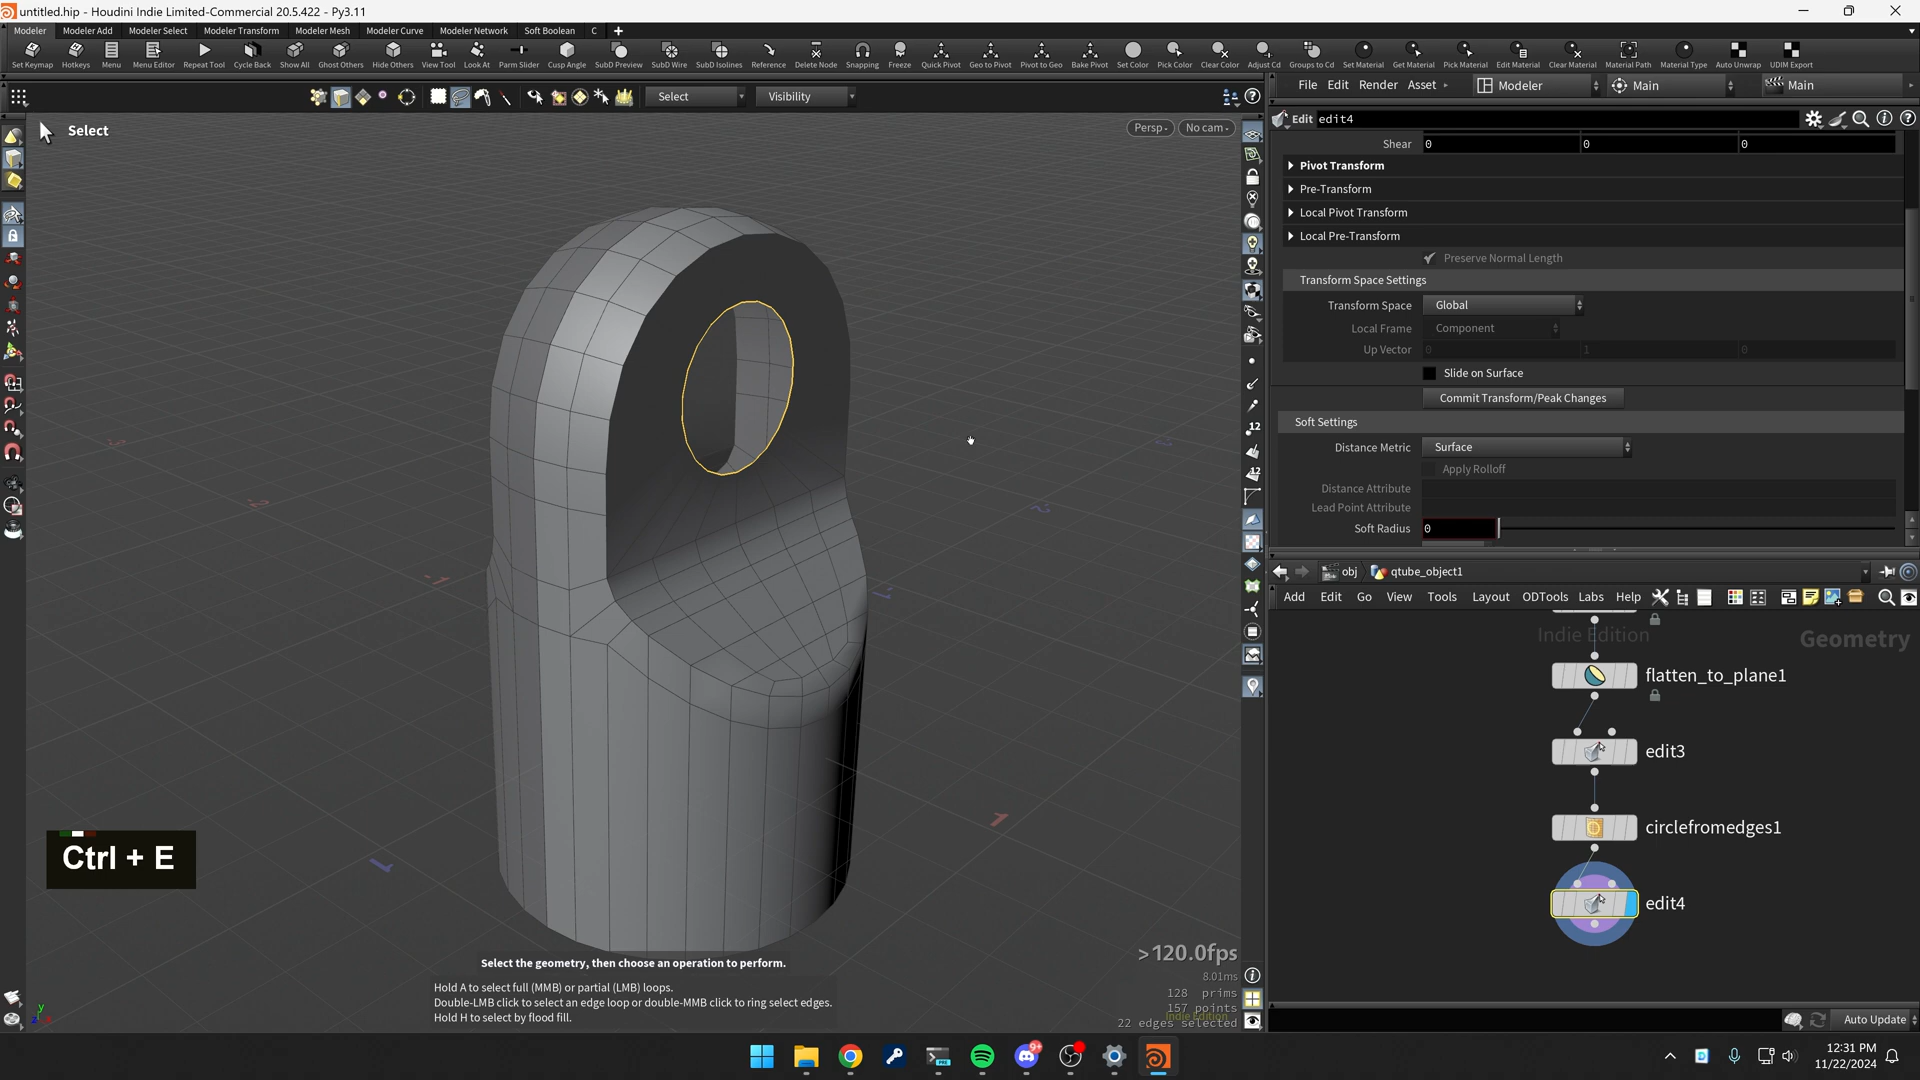 untitled.hip - Houdini Indie Limited-Commercial 20.5.422 - Py3.11
Modeler Modeler Add Modeler Select Modeler Transform Modeler Mesh Modeler Curve Modeler Network Soft Boolean C +
Set Keymap Hotkeys Menu Menu Editor Repeat Tool Cycle Back Show All Ghost Others Hide Others View Tool Look At Parm Slider Cusp Angle SubD Preview SubD Wire SubD Isolines Reference Delete Node Snapping Freeze Quick Pivot Geo to Pivot Pivot to Geo Bake Pivot Set Color Pick Color Clear Color Adjust Cd Groups to Cd Set Material Get Material Pick Material Edit Material Clear Material Material Path Material Type Auto Unwrap UDIM Export
File Edit Render Asset Modeler Main Main
Select Visibility
Select
Persp No cam
Edit edit4
Shear 0 0 0
Pivot Transform
Pre-Transform
Local Pivot Transform
Local Pre-Transform
Preserve Normal Length
Transform Space Settings
Transform Space Global
Local Frame Component
Up Vector 0 1 0
Slide on Surface
Commit Transform/Peak Changes
Soft Settings
Distance Metric Surface
Apply Rolloff
Distance Attribute
Lead Point Attribute
Soft Radius 0
12
12
obj qtube_object1
Add Edit Go View Tools Layout ODTools Labs Help
Indie Edition
Geometry
flatten_to_plane1
edit3
circlefromedges1
edit4
Ctrl + E
Select the geometry, then choose an operation to perform.
Hold A to select full (MMB) or partial (LMB) loops.
Double-LMB click to select an edge loop or double-MMB click to ring select edges.
Hold H to select by flood fill.
>120.0fps
8.01ms
128 prims
157 points
Indie Edition
22 edges selected
Auto Update
9+
12:31 PM
11/22/2024